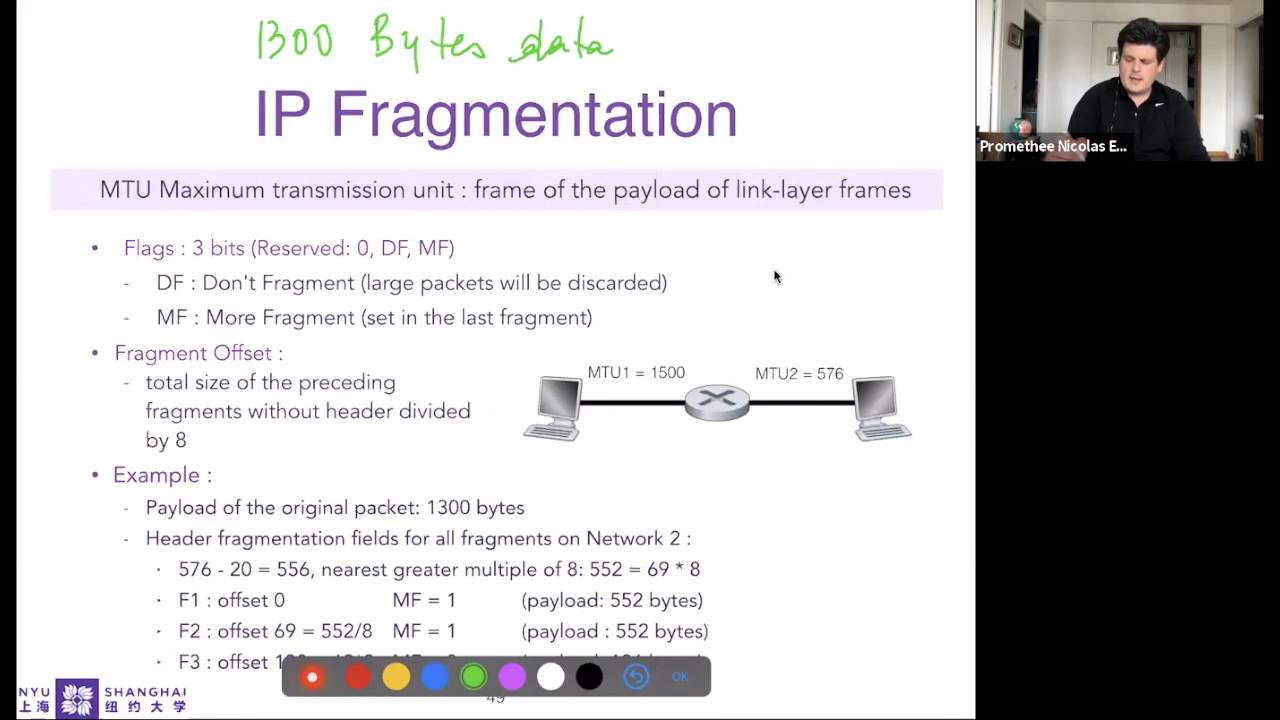 1300 Bytes data
IP Fragmentation
MTU Maximum transmission unit : frame of the payload of link-layer frames
• Flags : 3 bits (Reserved: 0, DF, MF)
- DF : Don't Fragment (large packets will be discarded)
- MF : More Fragment (set in the last fragment)
• Fragment Offset :
- total size of the preceding
fragments without header divided
by 8
MTU1 = 1500
MTU2 = 576
• Example :
- Payload of the original packet: 1300 bytes
- Header fragmentation fields for all fragments on Network 2 :
· 576 - 20 = 556, nearest greater multiple of 8: 552 = 69 * 8
· F1 : offset 0 MF = 1 (payload: 552 bytes)
· F2 : offset 69 = 552/8 MF = 1 (payload : 552 bytes)
· F3 : offset
OK
49
NYU SHANGHAI
上海 纽约大学
Promethee Nicolas E...